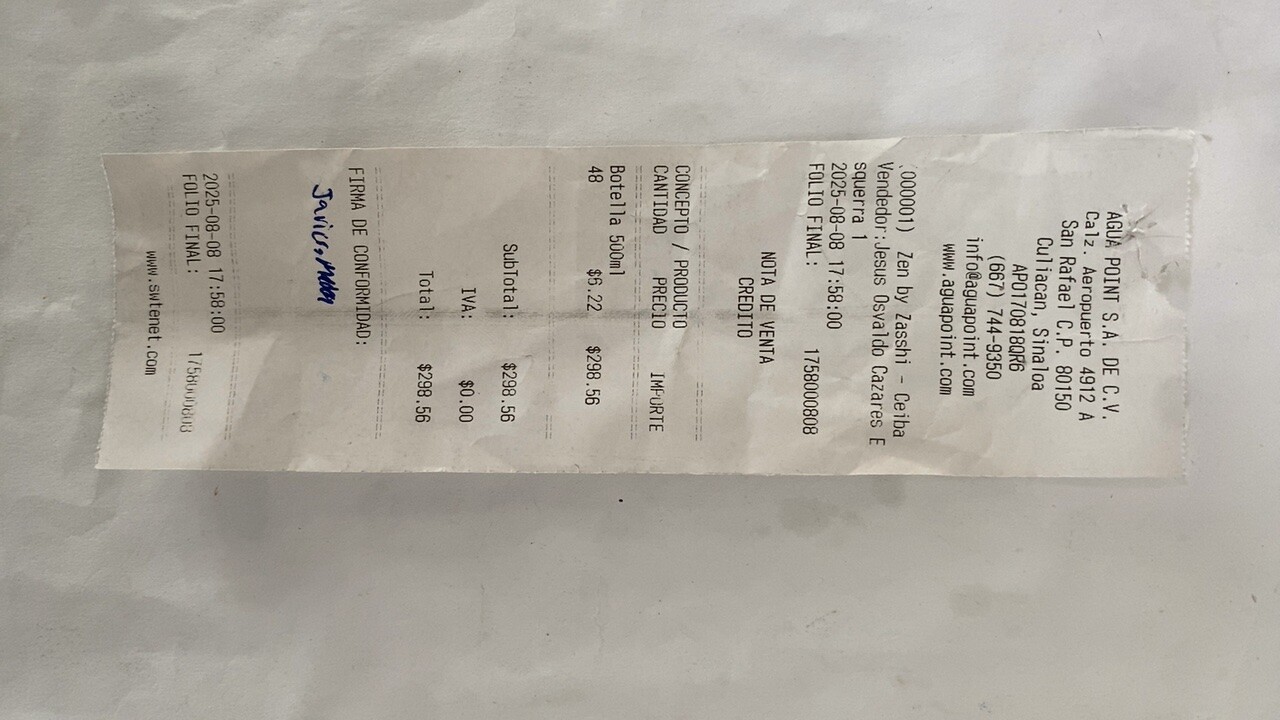 AGUA POINT S.A. DE C.V.
Calz. Aeropuerto 4912 A
San Rafael C.P. 80150
Culiacan, Sinaloa
APO170818QR6
(667) 744-9350
info@aguapoint.com
www.aguapoint.com
.000001) Zen by Zasshi - Ceiba
Vendedor:Jesus Osvaldo Cazares E
squerra 1
2025-08-08 17:58:00
FOLIO FINAL: 1758000808
NOTA DE VENTA
CREDITO
CONCEPTO / PRODUCTO
CANTIDAD PRECIO IMPORTE
Botella 500ml
48 $6.22 $298.56
SubTotal: $298.56
IVA: $0.00
Total: $298.56
FIRMA DE CONFORMIDAD:
Javier
2025-08-08 17:58:00
FOLIO FINAL: 1758000808
www.swtenet.com